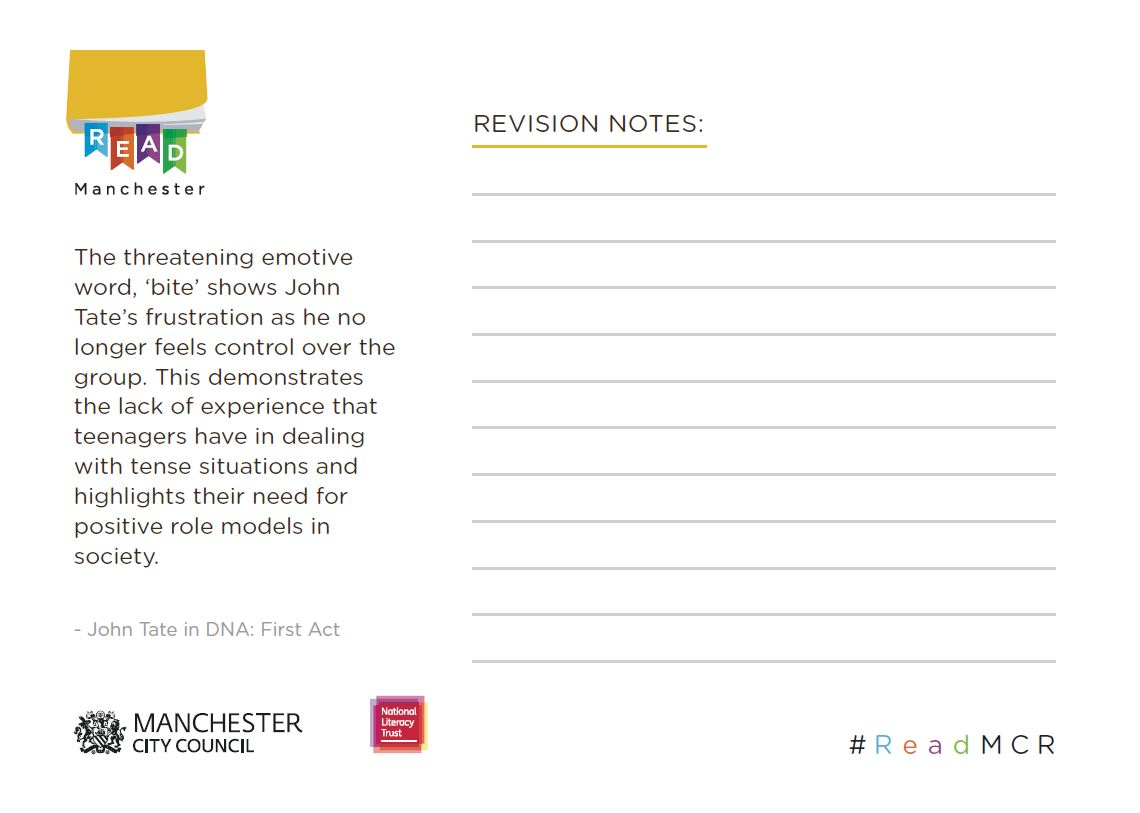 READ
Manchester
REVISION NOTES:
The threatening emotive
word, ‘bite’ shows John
Tate’s frustration as he no
longer feels control over the
group. This demonstrates
the lack of experience that
teenagers have in dealing
with tense situations and
highlights their need for
positive role models in
society.
- John Tate in DNA: First Act
MANCHESTER
CITY COUNCIL
National
Literacy
Trust
#ReadMCR